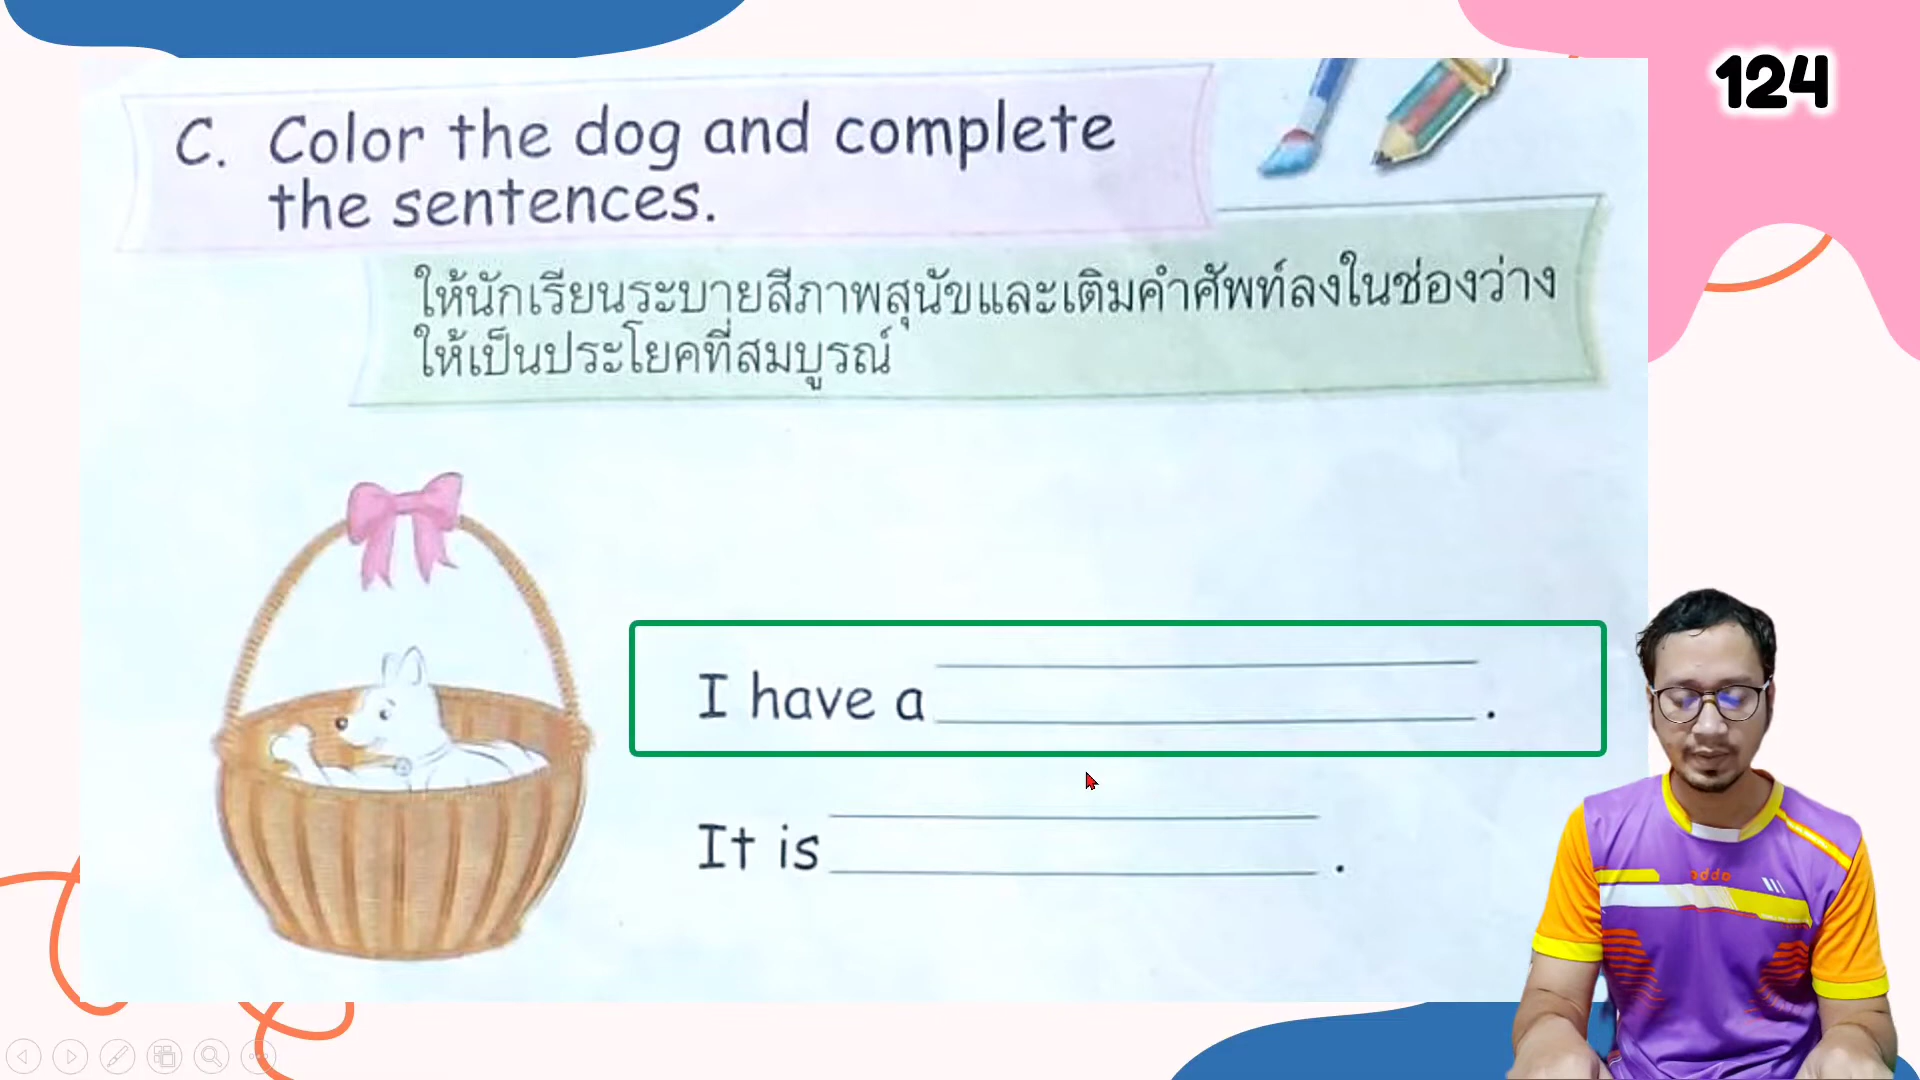 124
C. Color the dog and complete
the sentences.
ให้นักเรียนระบายสีภาพสุนัขและเติมคำศัพท์ลงในช่องว่าง
ให้เป็นประโยคที่สมบูรณ์
I have a ____________.
It is ____________.
oddo